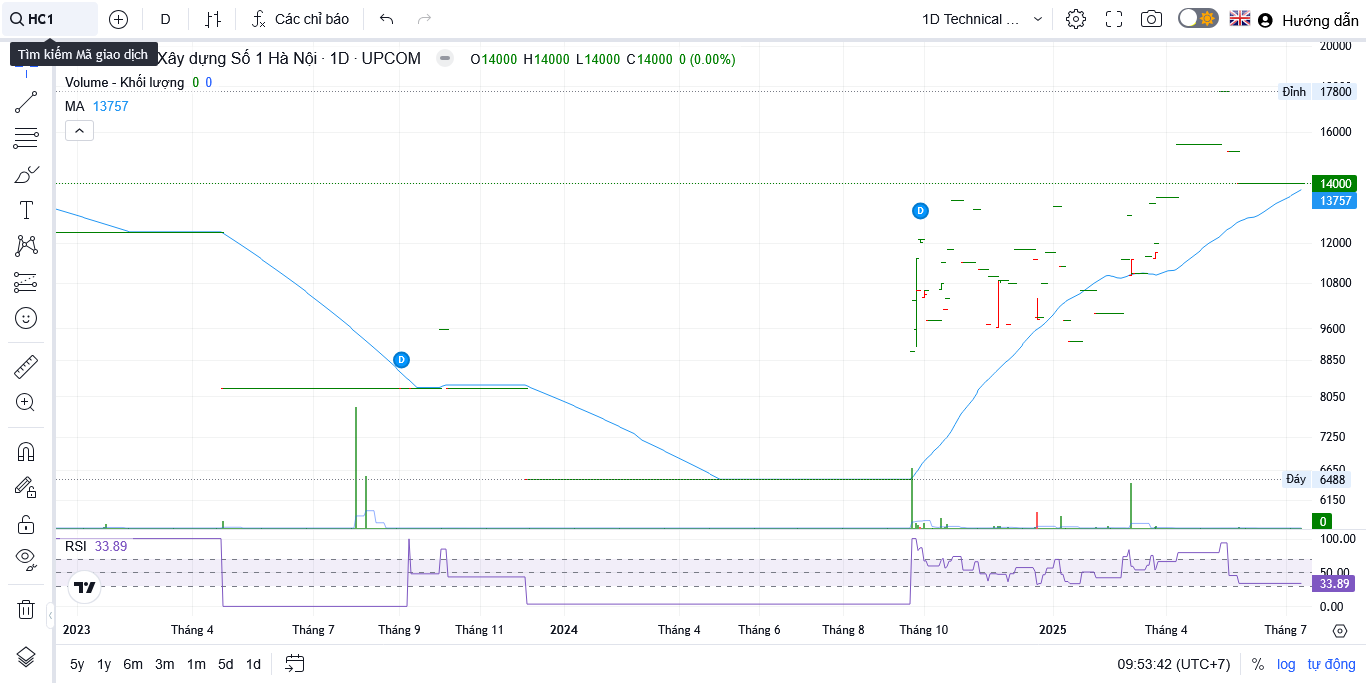 HC1
D
Các chỉ báo
1D Technical ...
Hướng dẫn
Tìm kiếm Mã giao dịch
Xây dựng Số 1 Hà Nội · 1D · UPCOM
O14000 H14000 L14000 C14000 0 (0.00%)
Volume - Khối lượng 0 0
MA 13757
20000
Đỉnh 17800
16000
14000
13757
D
12000
10800
9600
D
8850
8050
7250
6650
Đáy 6488
6150
0
RSI 33.89
100.00
50.00
33.89
0.00
2023 Tháng 4 Tháng 7 Tháng 9 Tháng 11 2024 Tháng 4 Tháng 6 Tháng 8 Tháng 10 2025 Tháng 4 Tháng 7
5y 1y 6m 3m 1m 5d 1d
09:53:42 (UTC+7) % log tự động